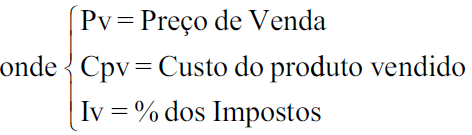 Pv = Preço de Venda
onde { Cpv = Custo do produto vendido
Iv = % dos Impostos